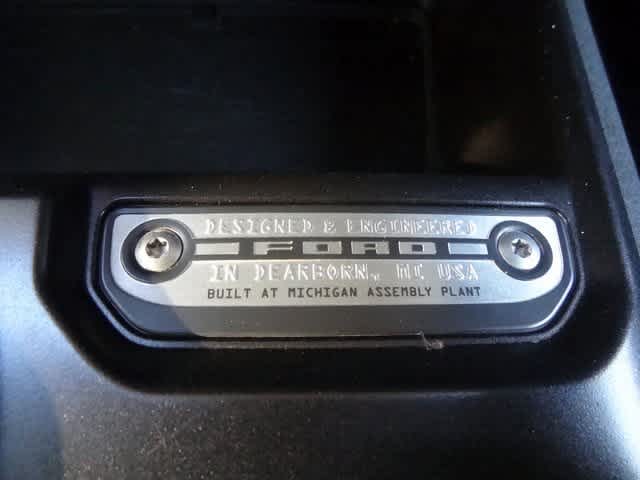 DESIGNED & ENGINEERED
FORD
IN DEARBORN, MI USA
BUILT AT MICHIGAN ASSEMBLY PLANT